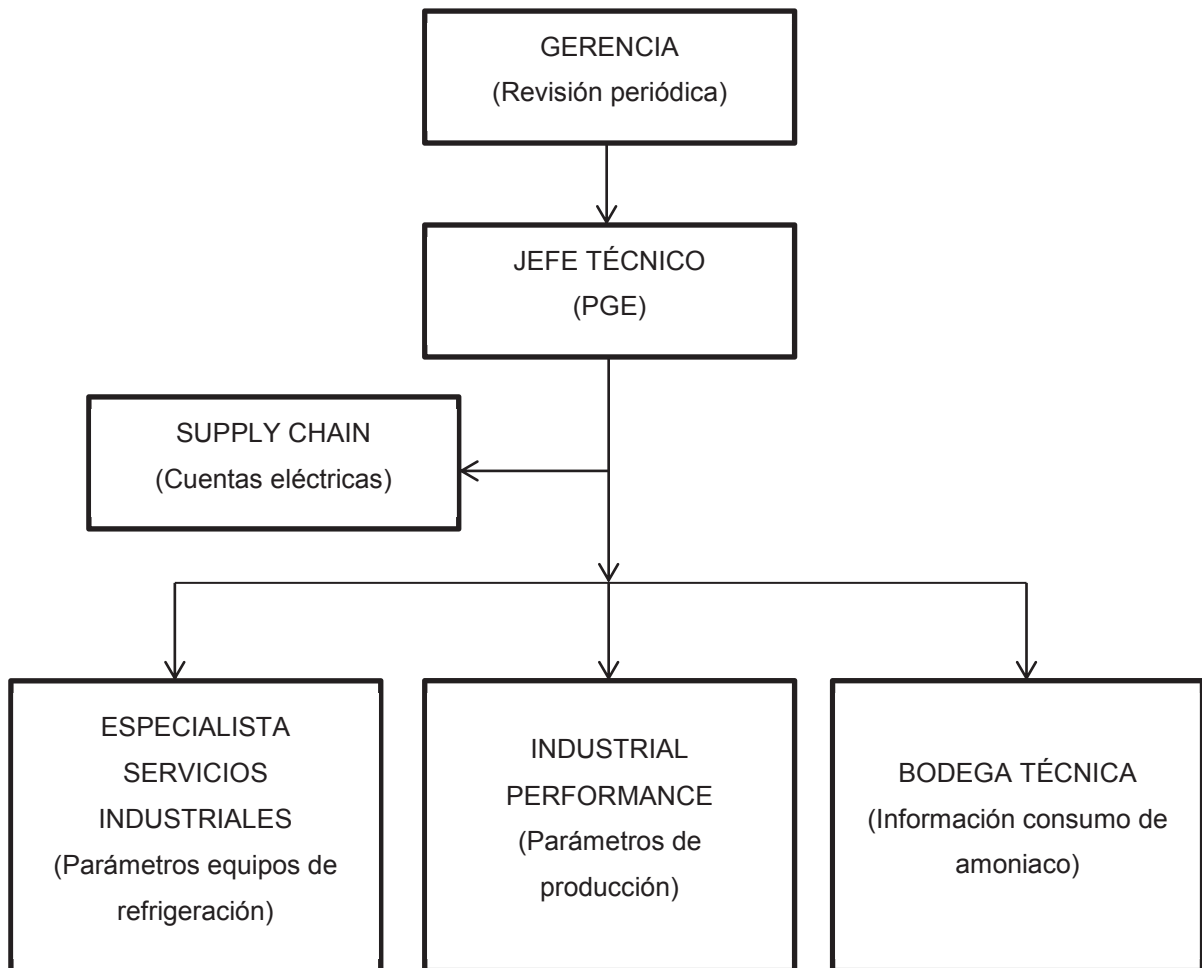 GERENCIA
(Revisión periódica)
JEFE TÉCNICO
(PGE)
SUPPLY CHAIN
(Cuentas eléctricas)
ESPECIALISTA
SERVICIOS
INDUSTRIALES
(Parámetros equipos de
refrigeración)
INDUSTRIAL
PERFORMANCE
(Parámetros de
producción)
BODEGA TÉCNICA
(Información consumo de
amoniaco)